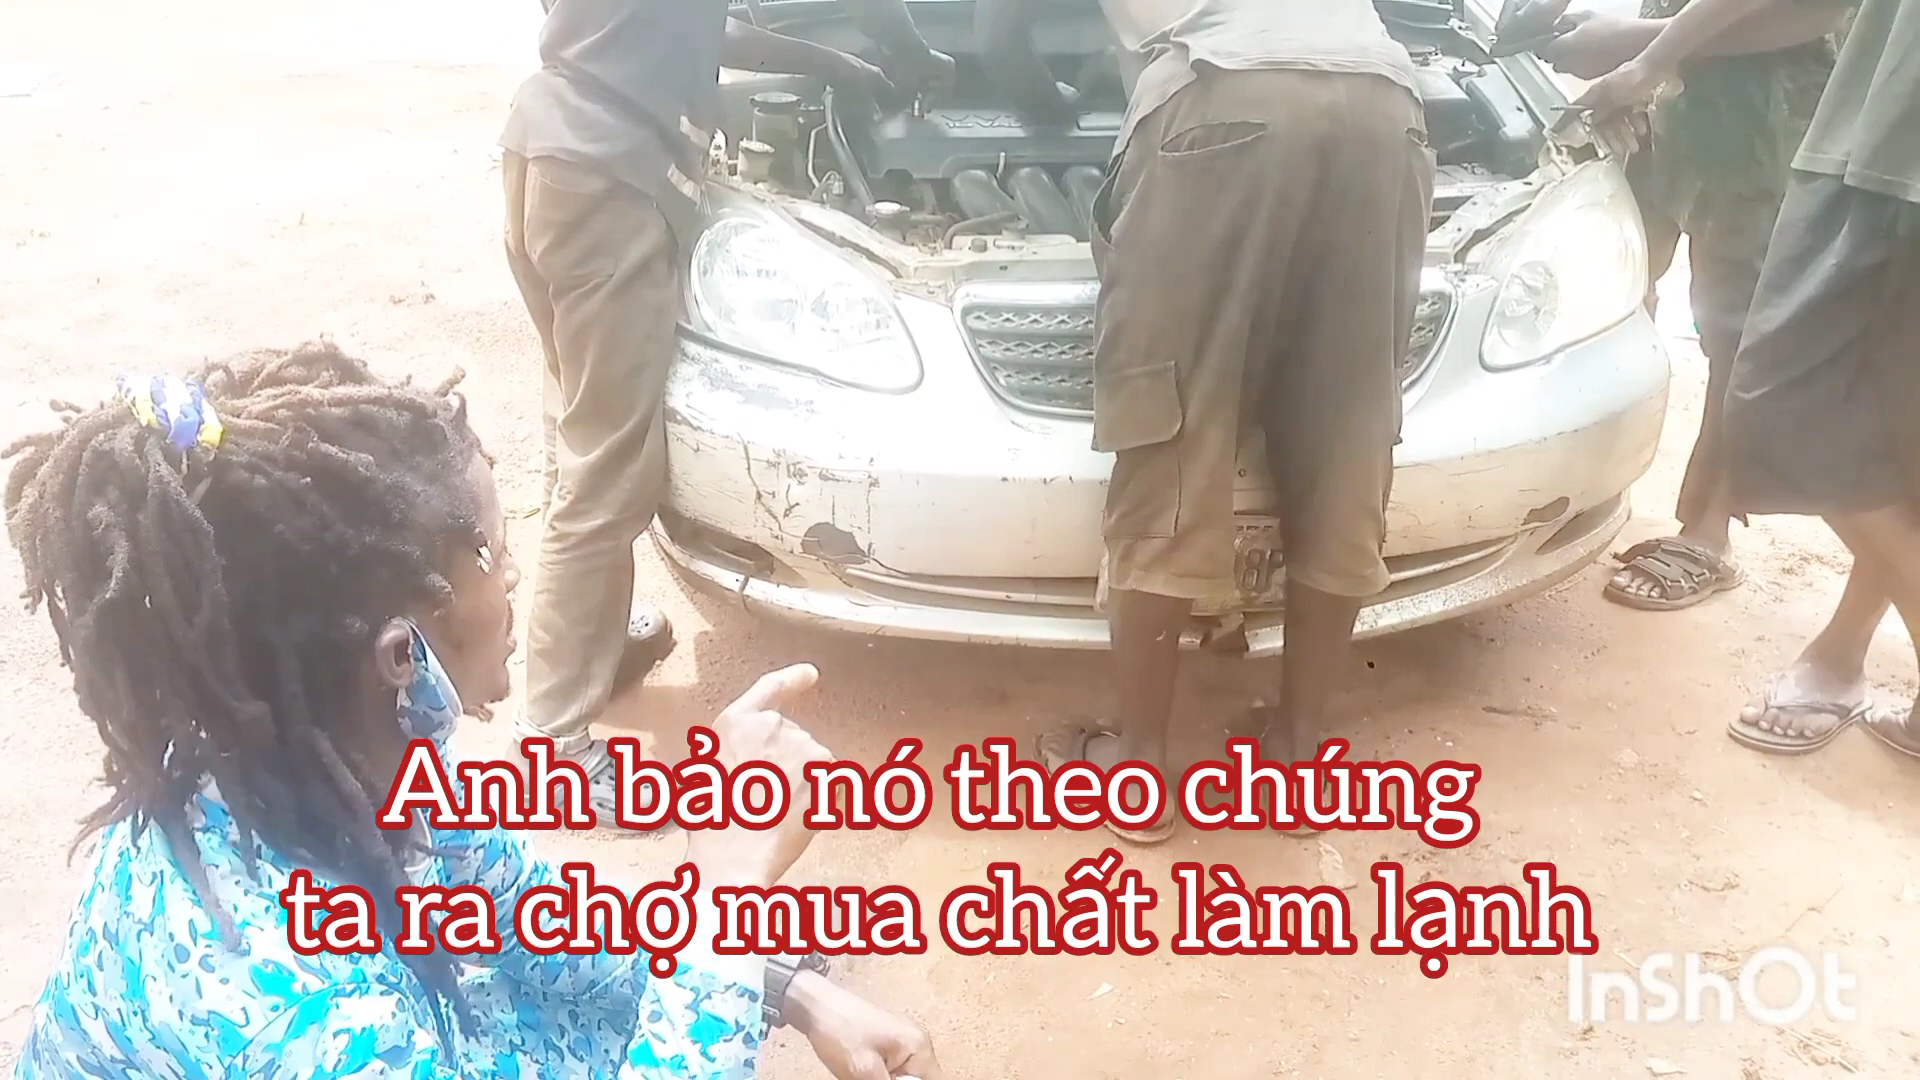 Anh bảo nó theo chúng
ta ra chợ mua chất làm lạnh
InShOt